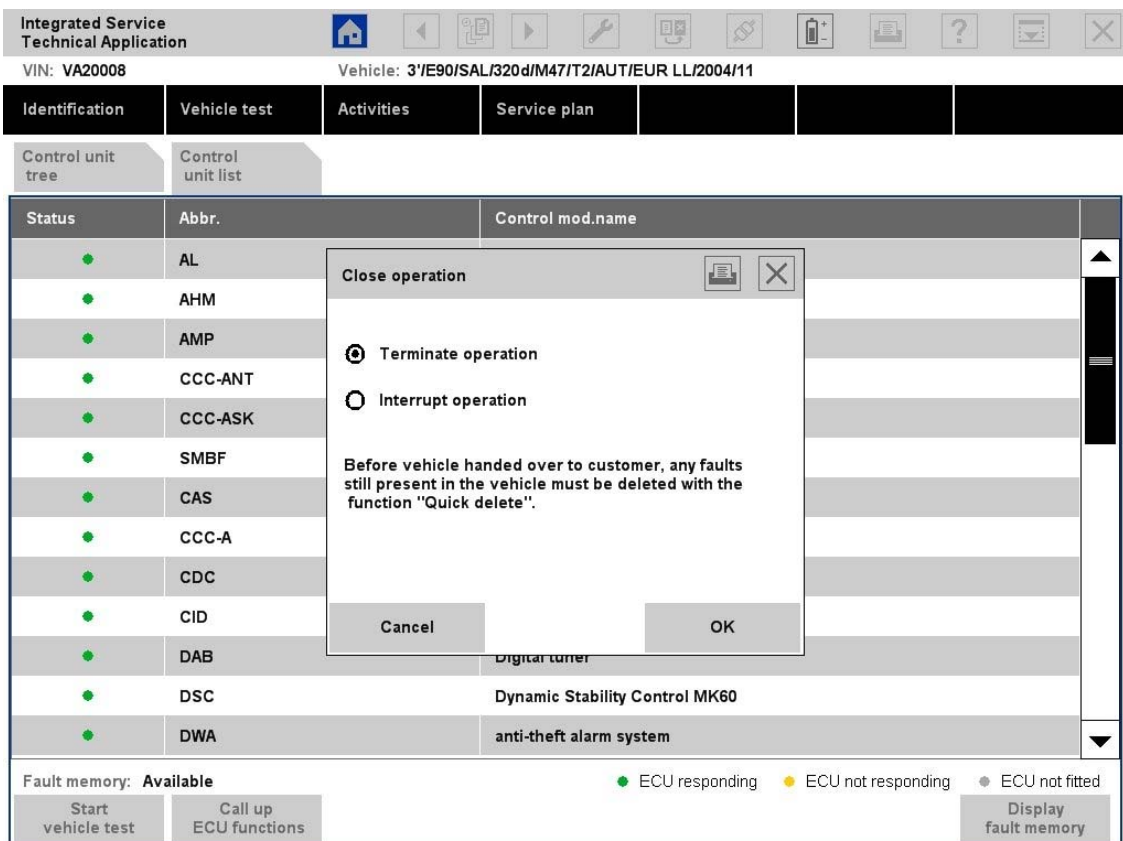 Integrated Service
Technical Application
VIN: VA20008 Vehicle: 3'/E90/SAL/320d/M47/T2/AUT/EUR LL/2004/11
Identification Vehicle test Activities Service plan
Control unit
tree
Control
unit list
Status Abbr. Control mod.name
AL
AHM
AMP
CCC-ANT
CCC-ASK
SMBF
CAS
CCC-A
CDC
CID
DAB Digital tuner
DSC Dynamic Stability Control MK60
DWA anti-theft alarm system
Close operation
Terminate operation
Interrupt operation
Before vehicle handed over to customer, any faults
still present in the vehicle must be deleted with the
function "Quick delete".
Cancel OK
Fault memory: Available ECU responding ECU not responding ECU not fitted
Start
vehicle test
Call up
ECU functions
Display
fault memory